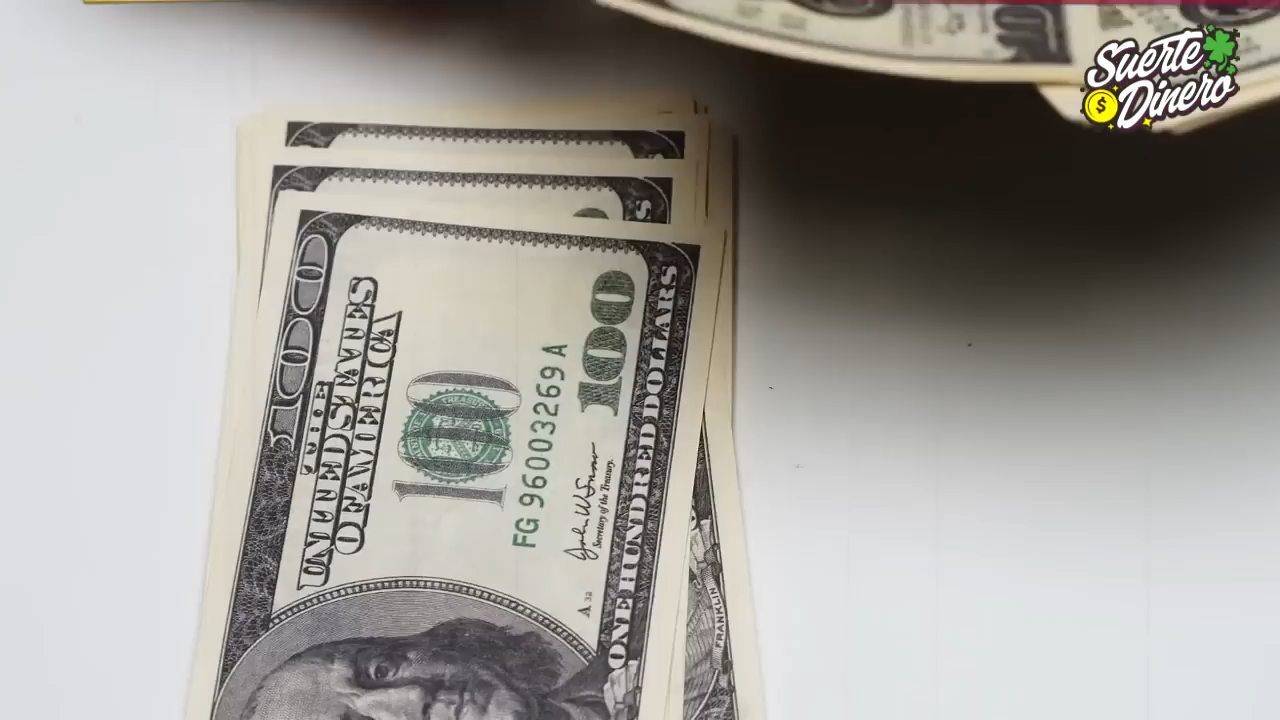 Suerte
Dinero
$
100
THE
UNITED STATES
OF AMERICA
100
FG 96003269 A
100
Secretary of the Treasury.
A 32
ONE HUNDRED DOLLARS
FRANKLIN